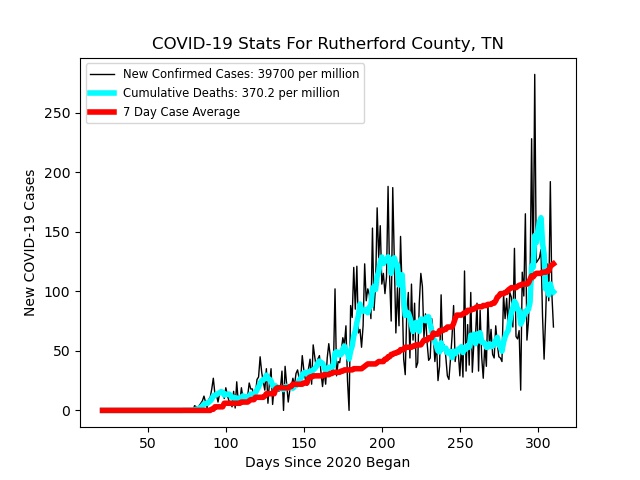 COVID-19 Stats For Rutherford County, TN
New Confirmed Cases: 39700 per million
Cumulative Deaths: 370.2 per million
7 Day Case Average
New COVID-19 Cases
250
200
150
100
50
0
50 100 150 200 250 300
Days Since 2020 Began